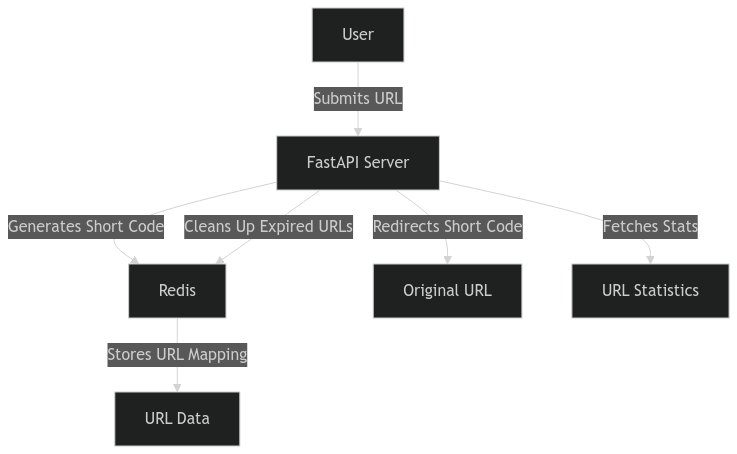 User
Submits URL
FastAPI Server
Generates Short Code
Cleans Up Expired URLs
Redirects Short Code
Fetches Stats
Redis
Original URL
URL Statistics
Stores URL Mapping
URL Data